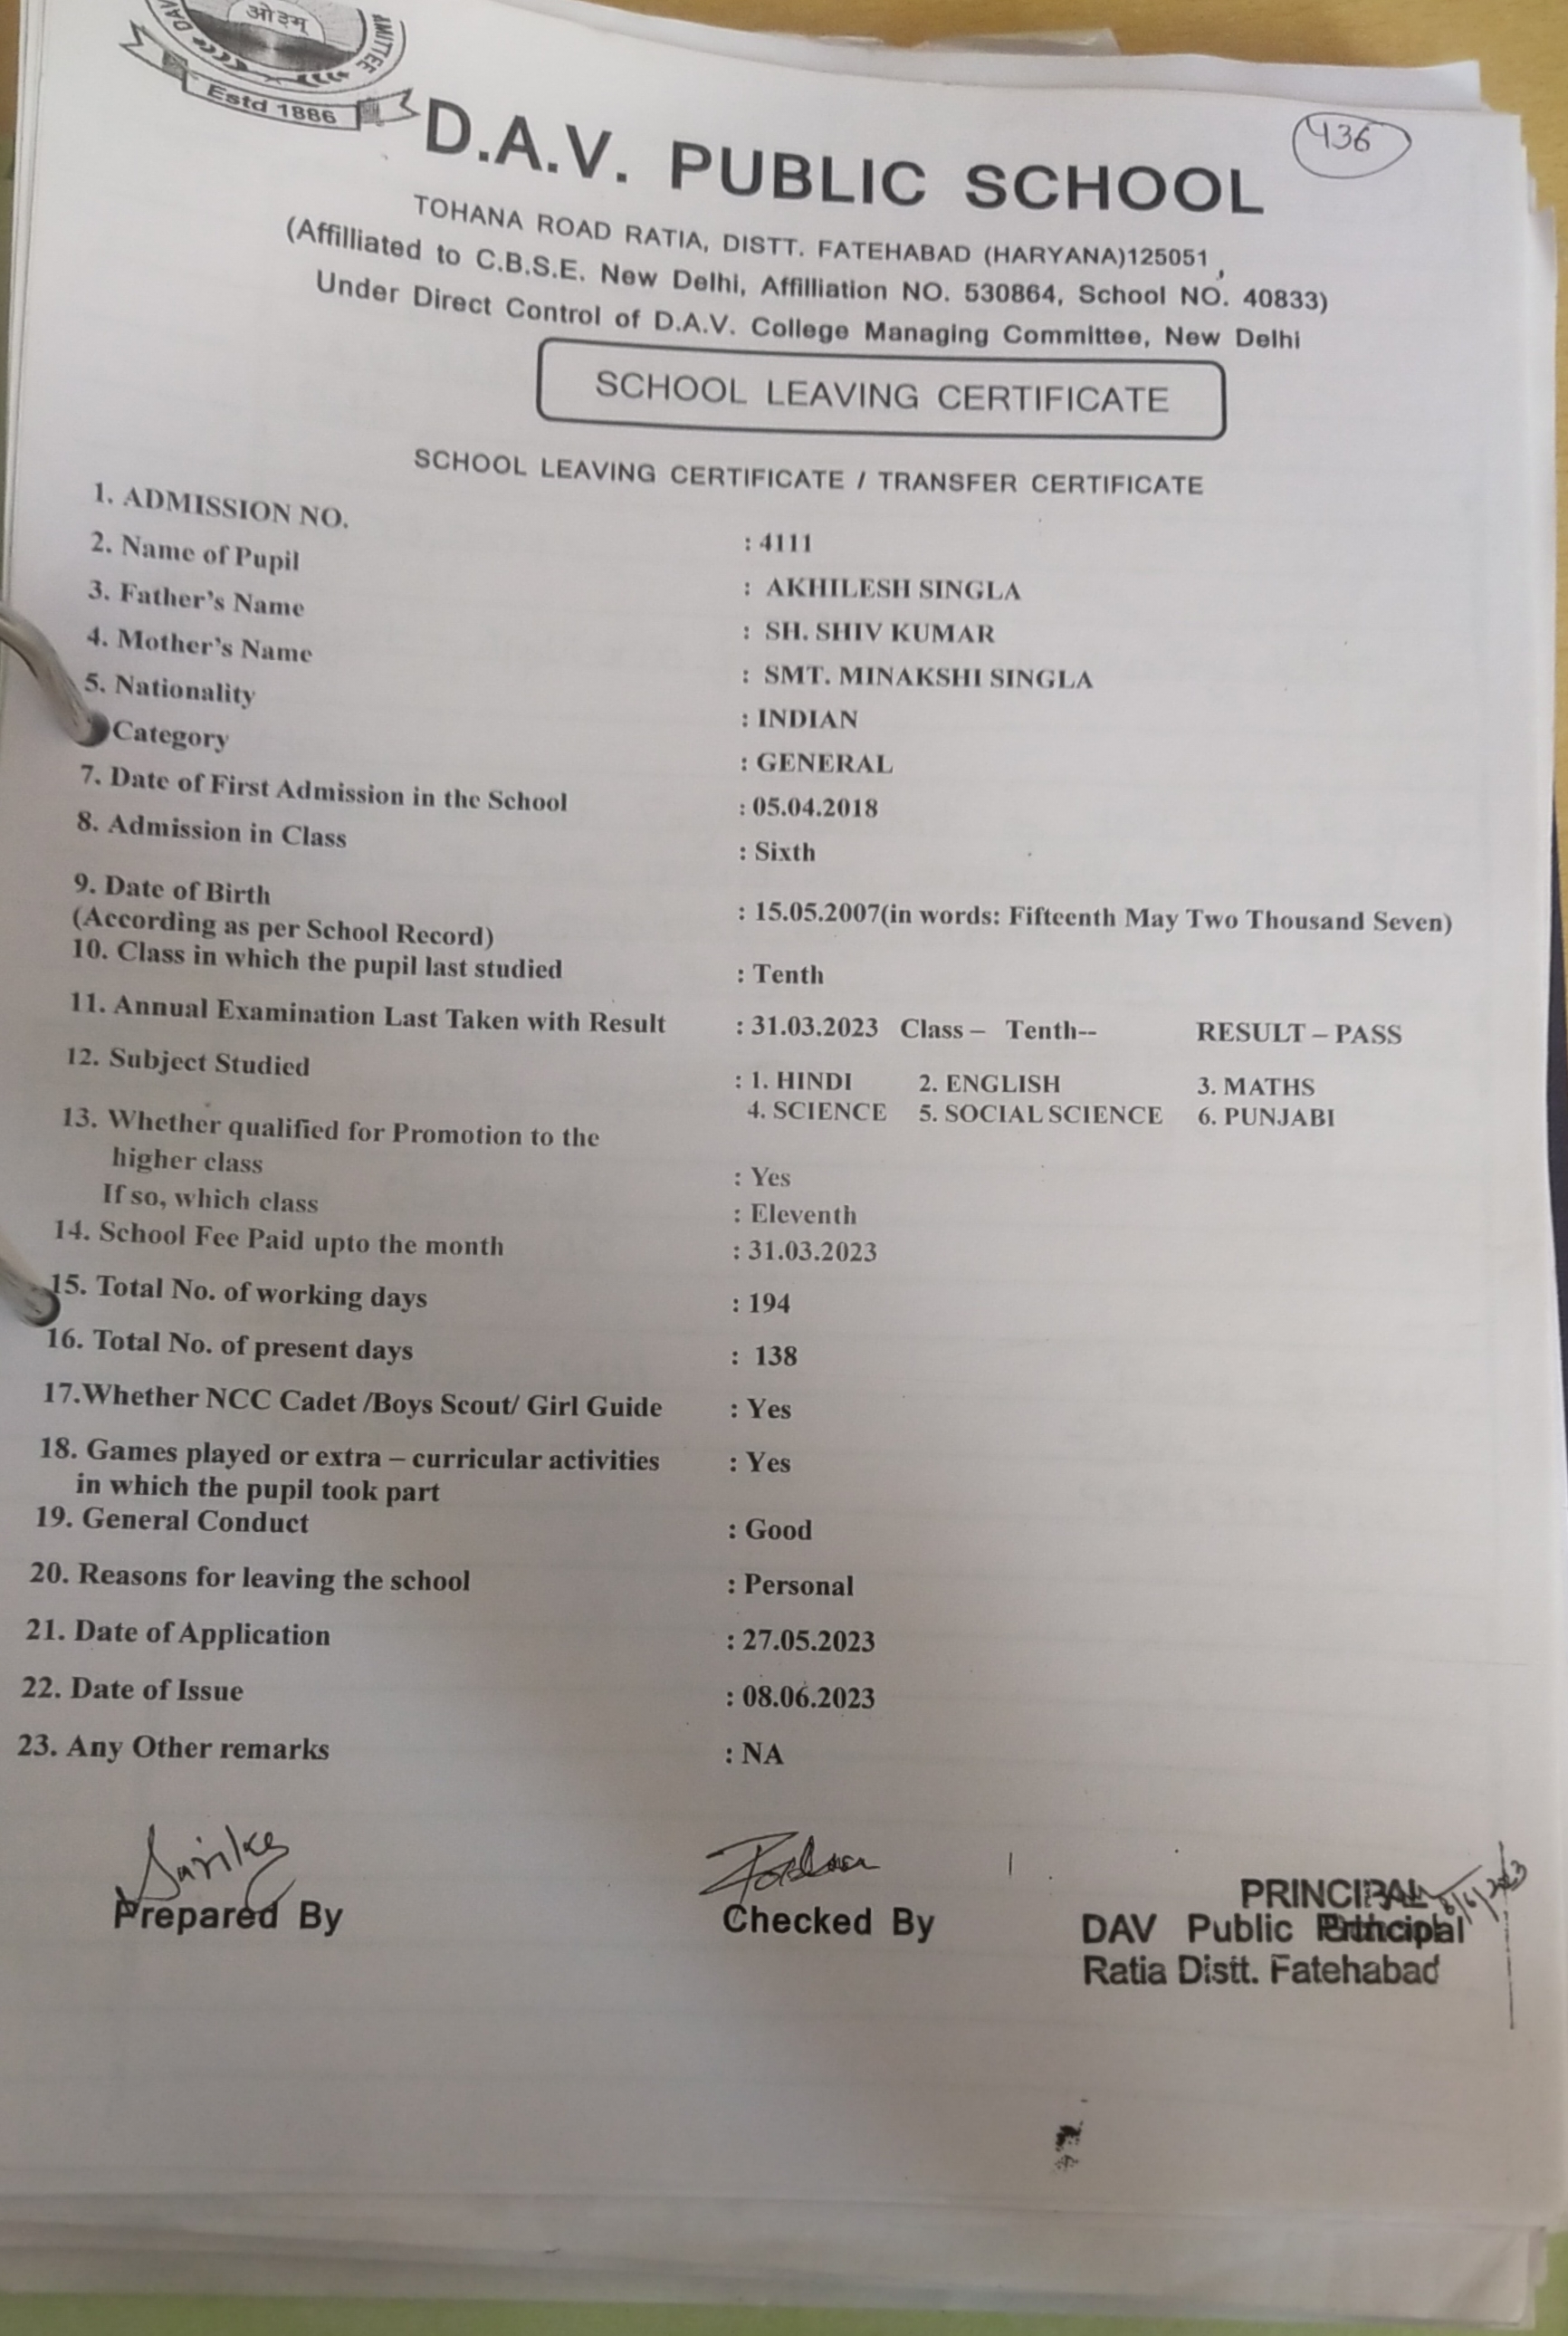 ओ३म्
DAV
MITTEE
Estd 1886
436
D.A.V. PUBLIC SCHOOL
TOHANA ROAD RATIA, DISTT. FATEHABAD (HARYANA)125051 ,
(Affilliated to C.B.S.E. New Delhi, Affilliation NO. 530864, School NO. 40833)
Under Direct Control of D.A.V. College Managing Committee, New Delhi
SCHOOL LEAVING CERTIFICATE
SCHOOL LEAVING CERTIFICATE / TRANSFER CERTIFICATE
1. ADMISSION NO. : 4111
2. Name of Pupil : AKHILESH SINGLA
3. Father's Name : SH. SHIV KUMAR
4. Mother's Name : SMT. MINAKSHI SINGLA
5. Nationality : INDIAN
Category : GENERAL
7. Date of First Admission in the School : 05.04.2018
8. Admission in Class : Sixth
9. Date of Birth : 15.05.2007(in words: Fifteenth May Two Thousand Seven)
(According as per School Record)
10. Class in which the pupil last studied : Tenth
11. Annual Examination Last Taken with Result : 31.03.2023 Class – Tenth-- RESULT – PASS
12. Subject Studied : 1. HINDI 2. ENGLISH 3. MATHS
4. SCIENCE 5. SOCIAL SCIENCE 6. PUNJABI
13. Whether qualified for Promotion to the
higher class : Yes
If so, which class : Eleventh
14. School Fee Paid upto the month : 31.03.2023
15. Total No. of working days : 194
16. Total No. of present days : 138
17.Whether NCC Cadet /Boys Scout/ Girl Guide : Yes
18. Games played or extra – curricular activities : Yes
in which the pupil took part
19. General Conduct : Good
20. Reasons for leaving the school : Personal
21. Date of Application : 27.05.2023
22. Date of Issue : 08.06.2023
23. Any Other remarks : NA
Prepared By Checked By Principal
PRINCIPAL
DAV Public
Ratia Distt. Fatehabad